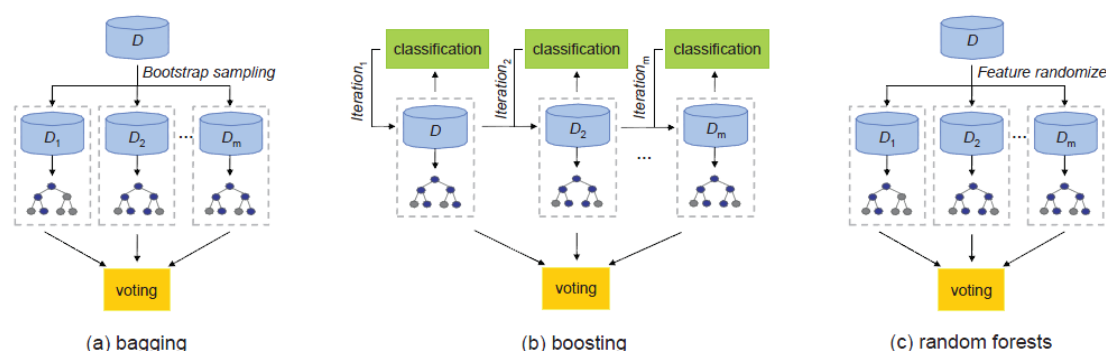 D
Bootstrap sampling
D1
D2
...
Dm
voting
(a) bagging
classification
classification
classification
Iteration1
Iteration2
Iterationm
D
D2
...
Dm
voting
(b) boosting
D
Feature randomize
D1
D2
...
Dm
voting
(c) random forests